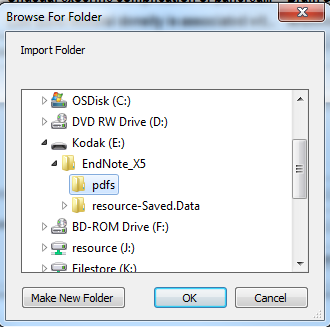 Browse For Folder
Import Folder
OSDisk (C:)
DVD RW Drive (D:)
Kodak (E:)
EndNote_X5
pdfs
resource-Saved.Data
BD-ROM Drive (F:)
resource (J:)
Filestore (K:)
Make New Folder
OK
Cancel